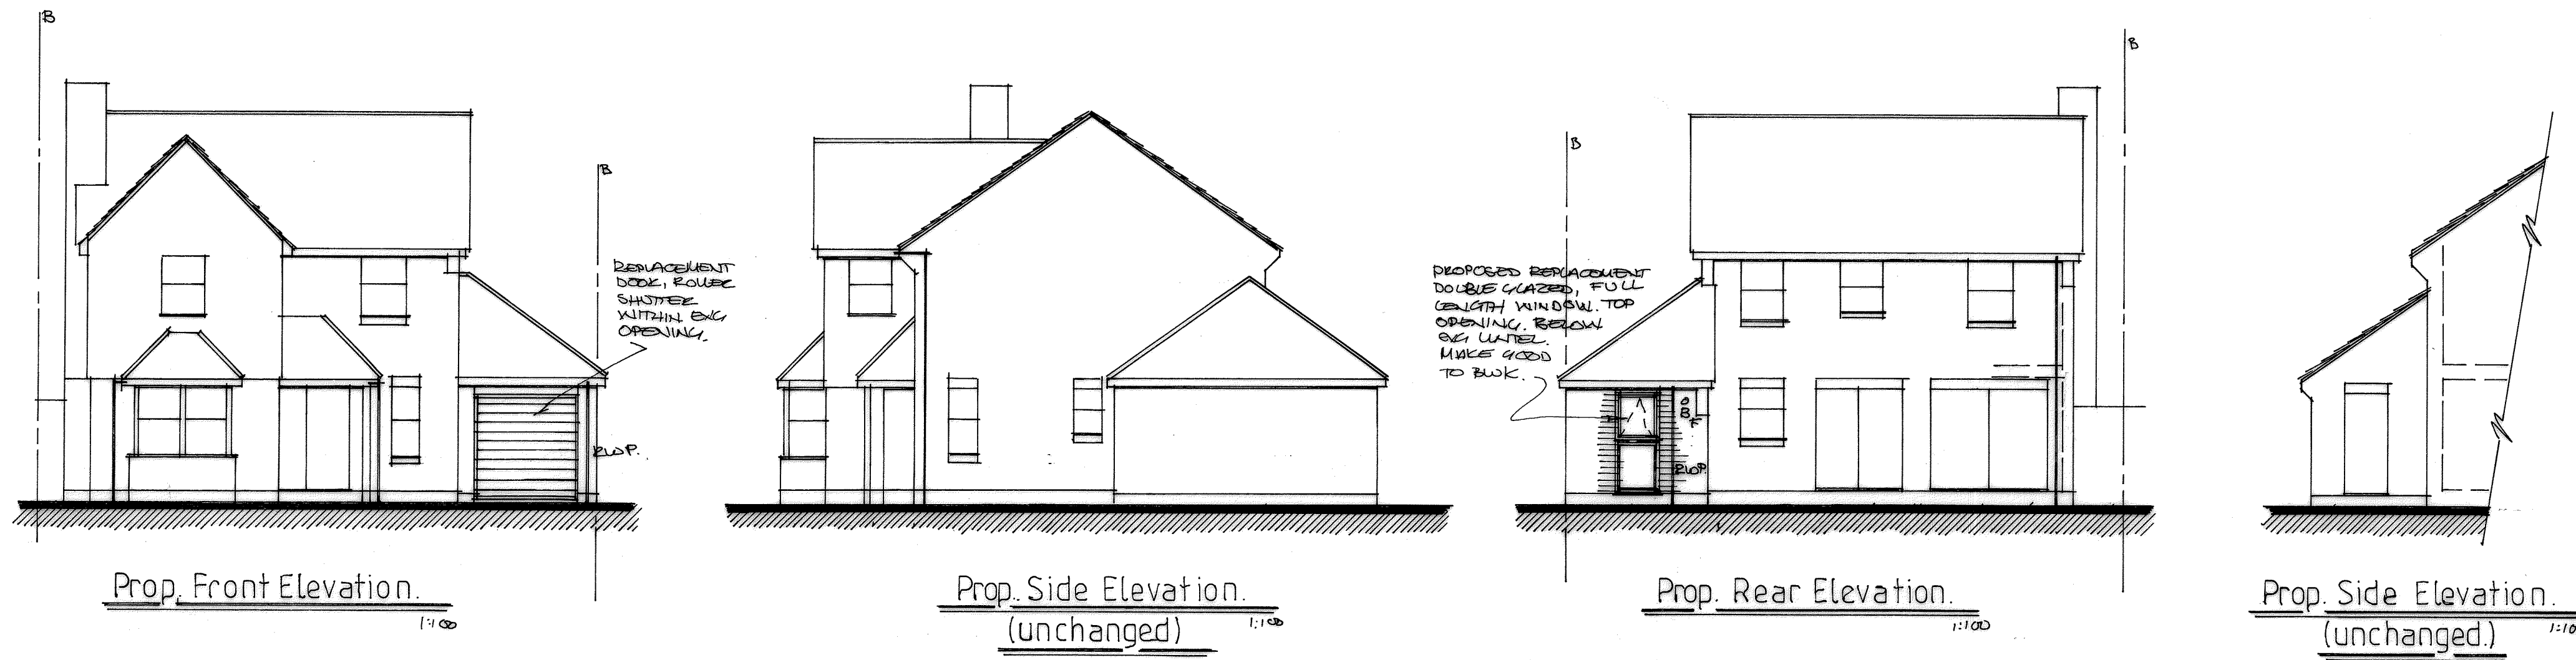 B
B
REPLACEMENT
DOOR, ROLLER
SHUTTER
WITHIN EXG
OPENING.
RWP.
Prop. Front Elevation.
1:100
Prop. Side Elevation.
1:100
(unchanged)
B
PROPOSED REPLACEMENT
DOUBLE GLAZED, FULL
LENGTH WINDOW. TOP
OPENING. BELOW
EXG LINTEL.
MAKE GOOD
TO BWK.
O
B
F
RWP.
B
Prop. Rear Elevation.
1:100
Prop. Side Elevation.
1:10
(unchanged.)